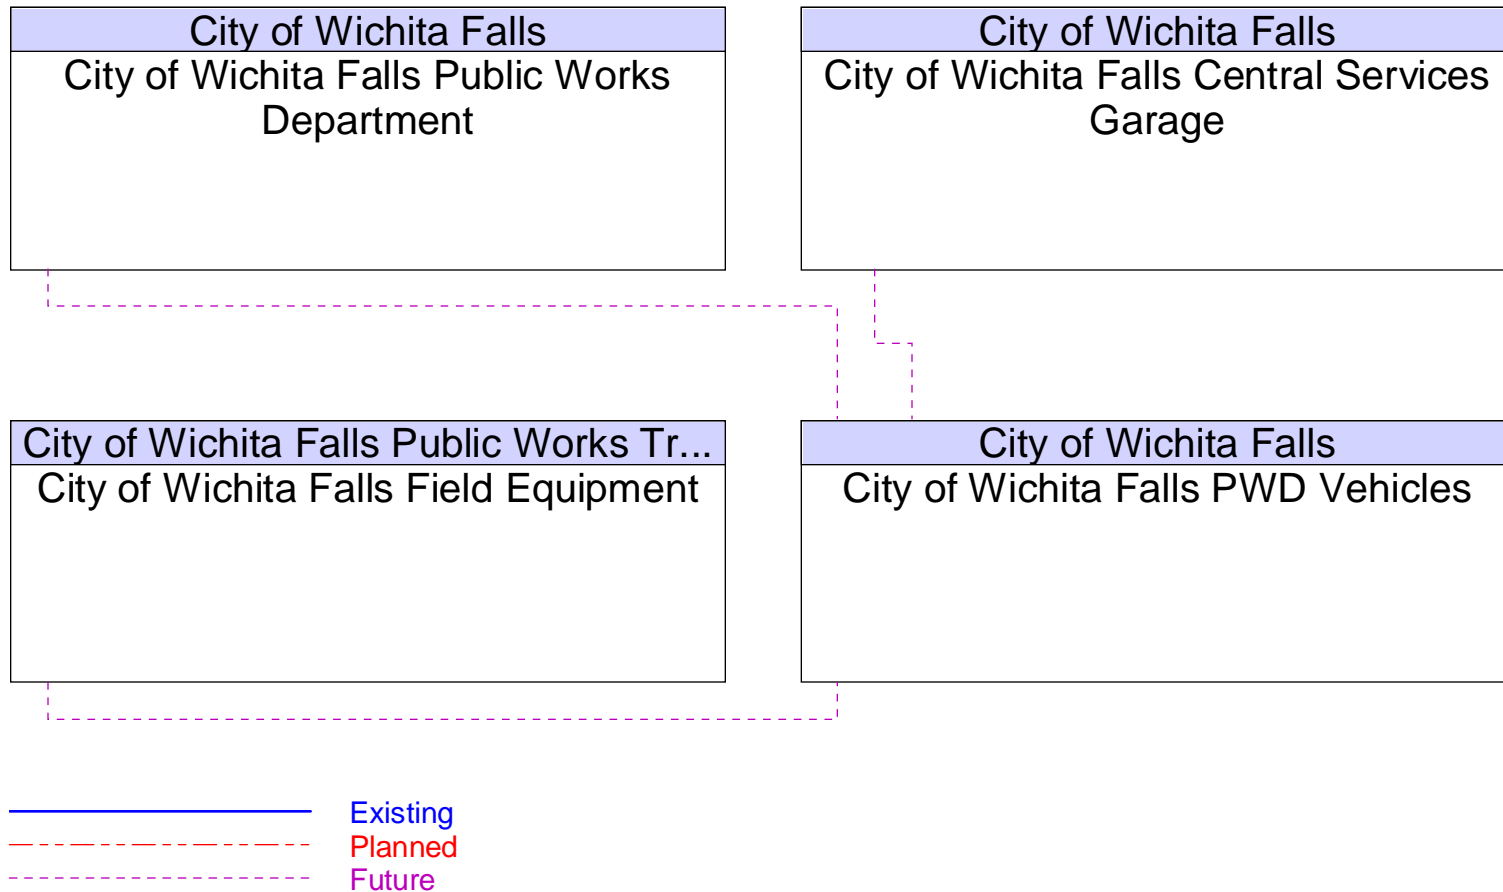 City of Wichita Falls
City of Wichita Falls Public Works
Department
City of Wichita Falls
City of Wichita Falls Central Services
Garage
City of Wichita Falls Public Works Tr...
City of Wichita Falls Field Equipment
City of Wichita Falls
City of Wichita Falls PWD Vehicles
Existing
Planned
Future